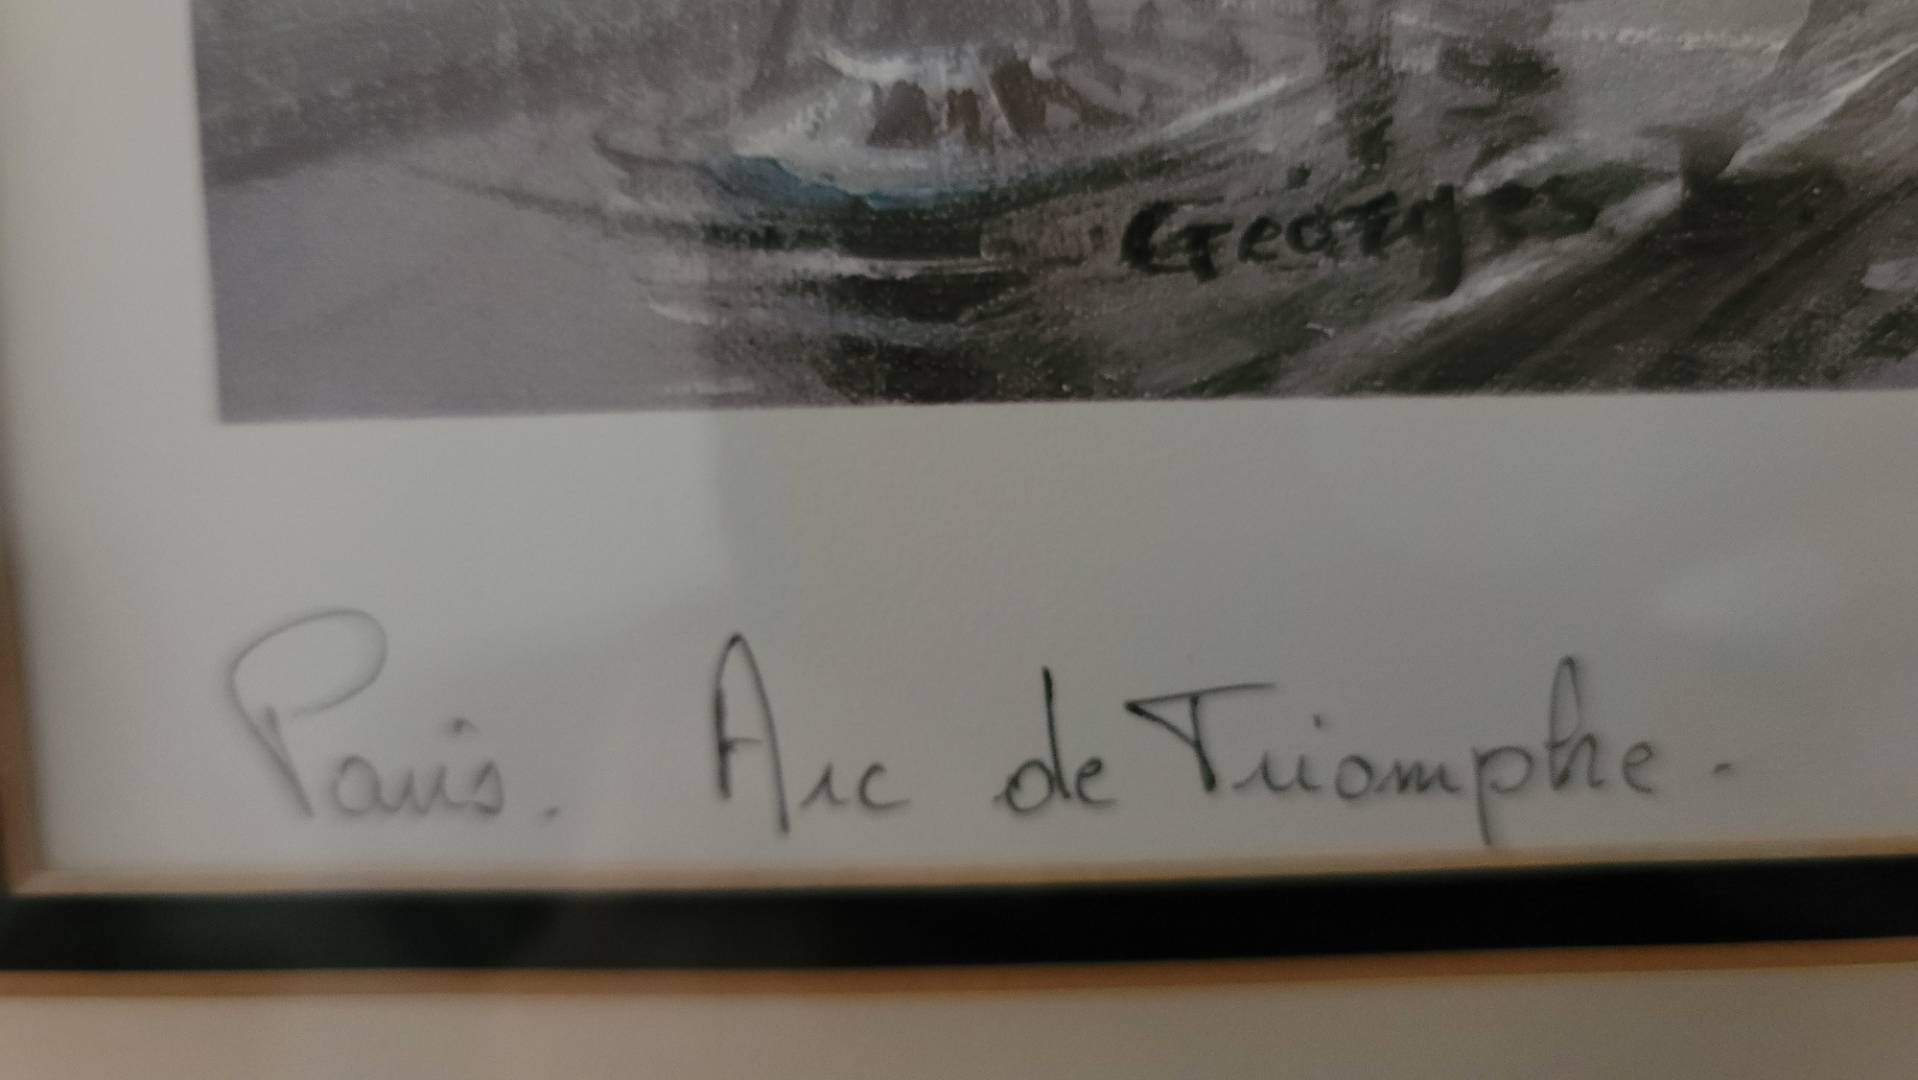 Georges
Paris. Arc de Triomphe.